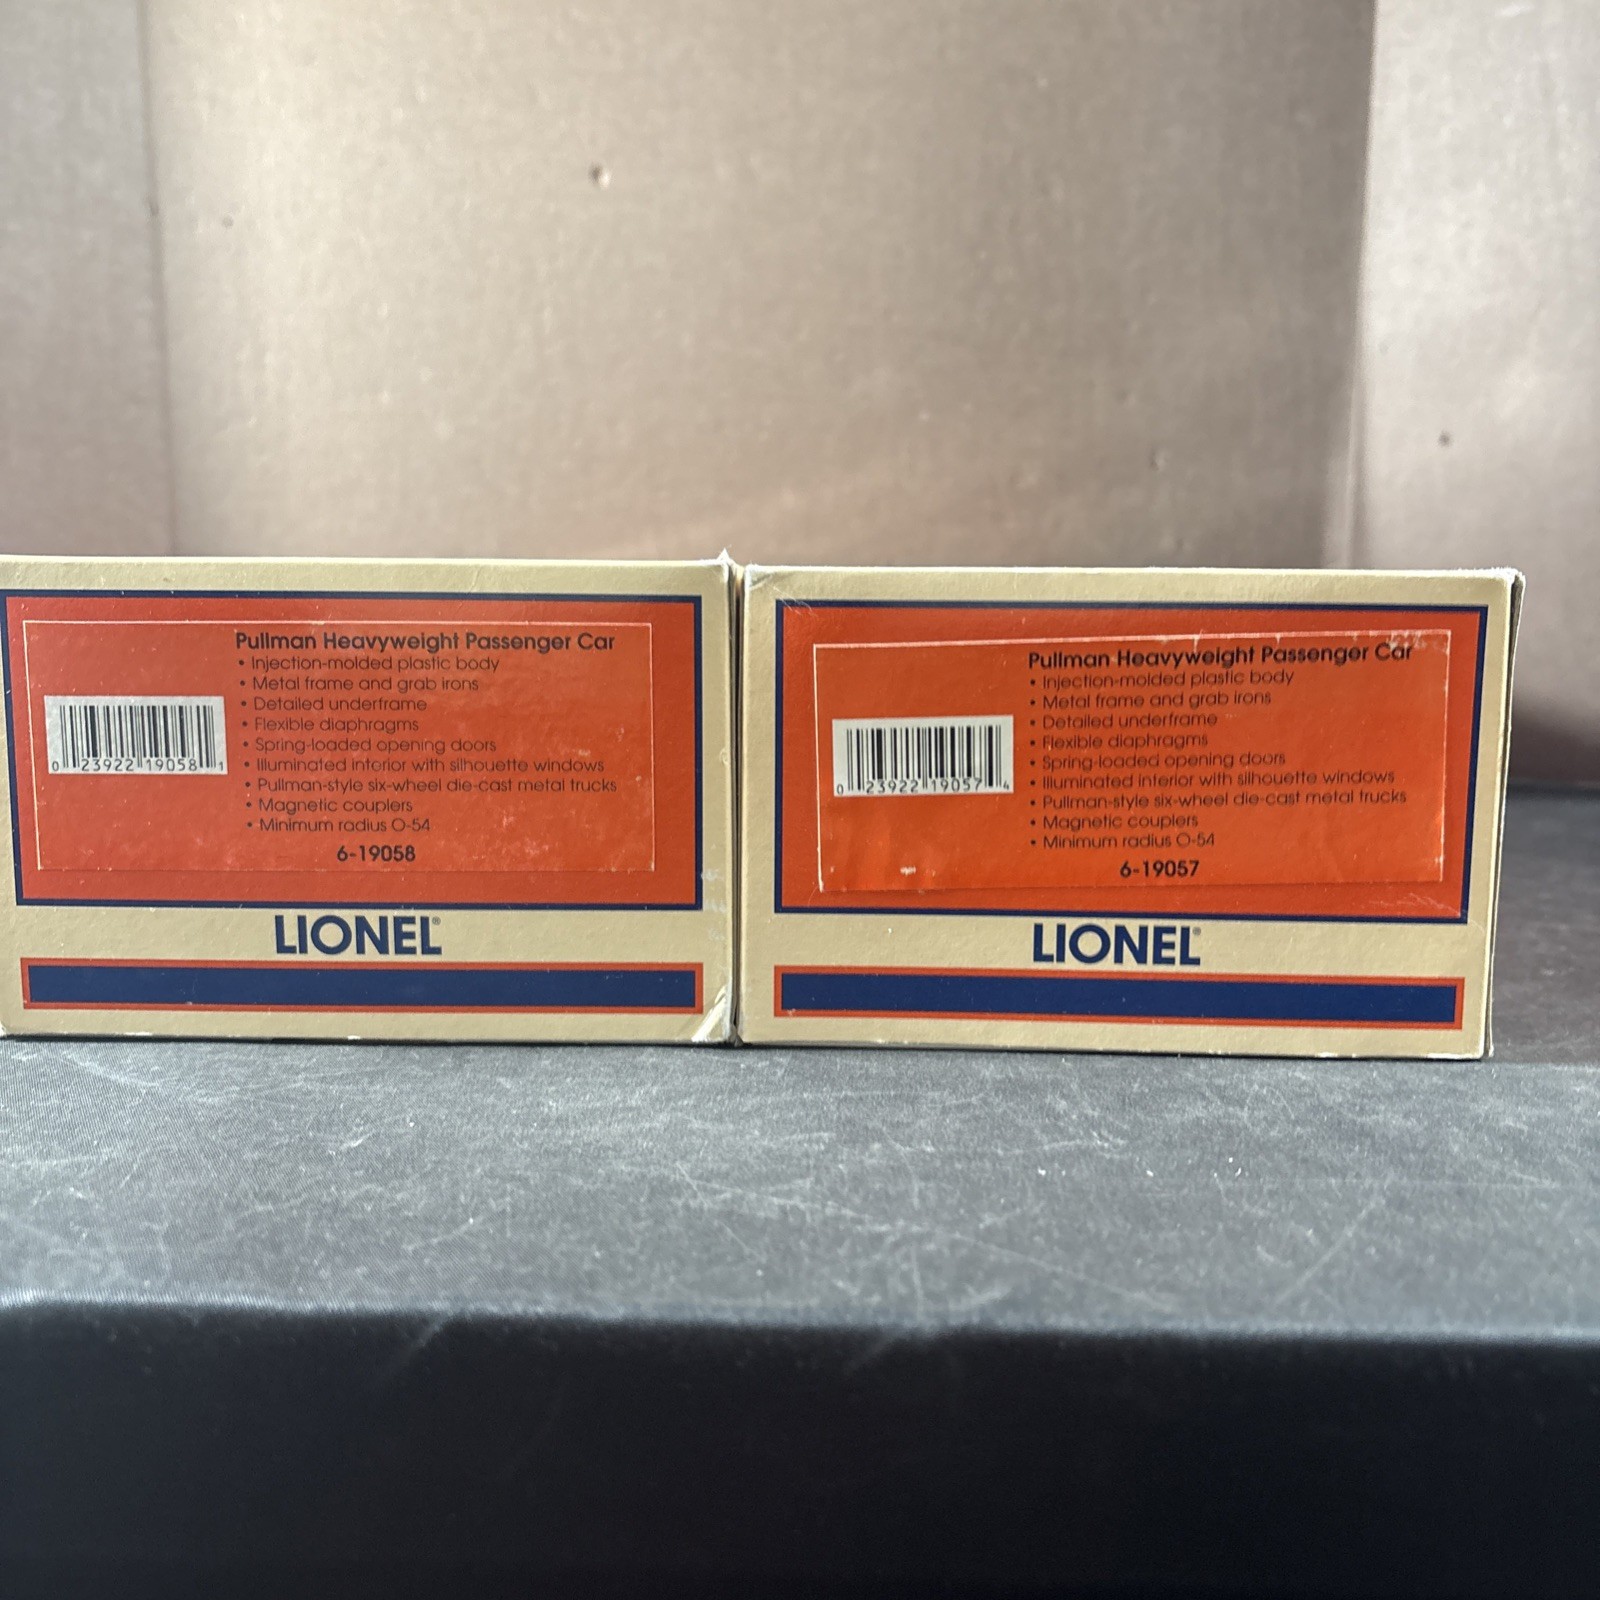 Pullman Heavyweight Passenger Car
• Injection-molded plastic body
• Metal frame and grab irons
• Detailed underframe
• Flexible diaphragms
• Spring-loaded opening doors
• Illuminated interior with silhouette windows
• Pullman-style six-wheel die-cast metal trucks
• Magnetic couplers
• Minimum radius O-54
6-19058
0 23922 19058 1
LIONEL®
Pullman Heavyweight Passenger Car
• Injection-molded plastic body
• Metal frame and grab irons
• Detailed underframe
• Flexible diaphragms
• Spring-loaded opening doors
• Illuminated interior with silhouette windows
• Pullman-style six-wheel die-cast metal trucks
• Magnetic couplers
• Minimum radius O-54
6-19057
0 23922 19057 4
LIONEL®